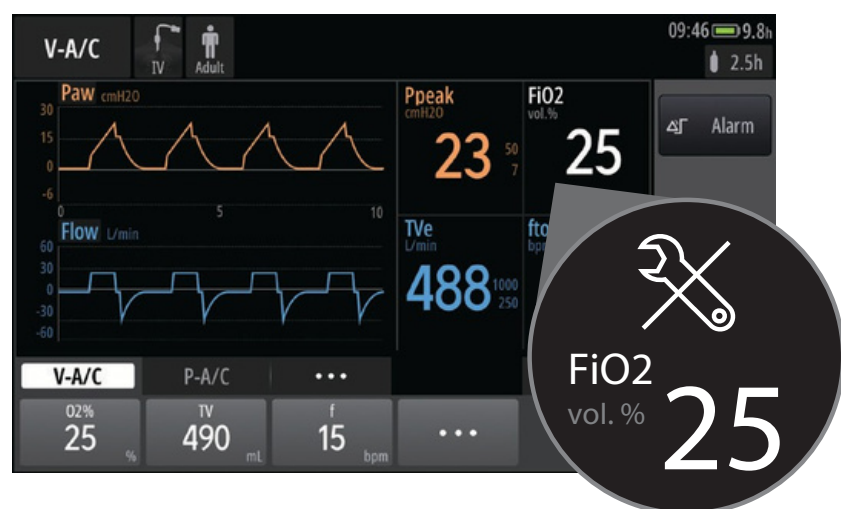 V-A/C
IV
Adult
09:46 9.8h
2.5h
Paw cmH2O
30
15
0
-6
0 5 10
Flow L/min
60
30
0
-30
-60
Ppeak
cmH2O
23 50
7
FiO2
vol.%
25
TVe
L/min
488 1000
250
fto
bp
Alarm
V-A/C P-A/C •••
O2%
25 %
TV
490 mL
f
15 bpm
•••
FiO2
vol. %
25